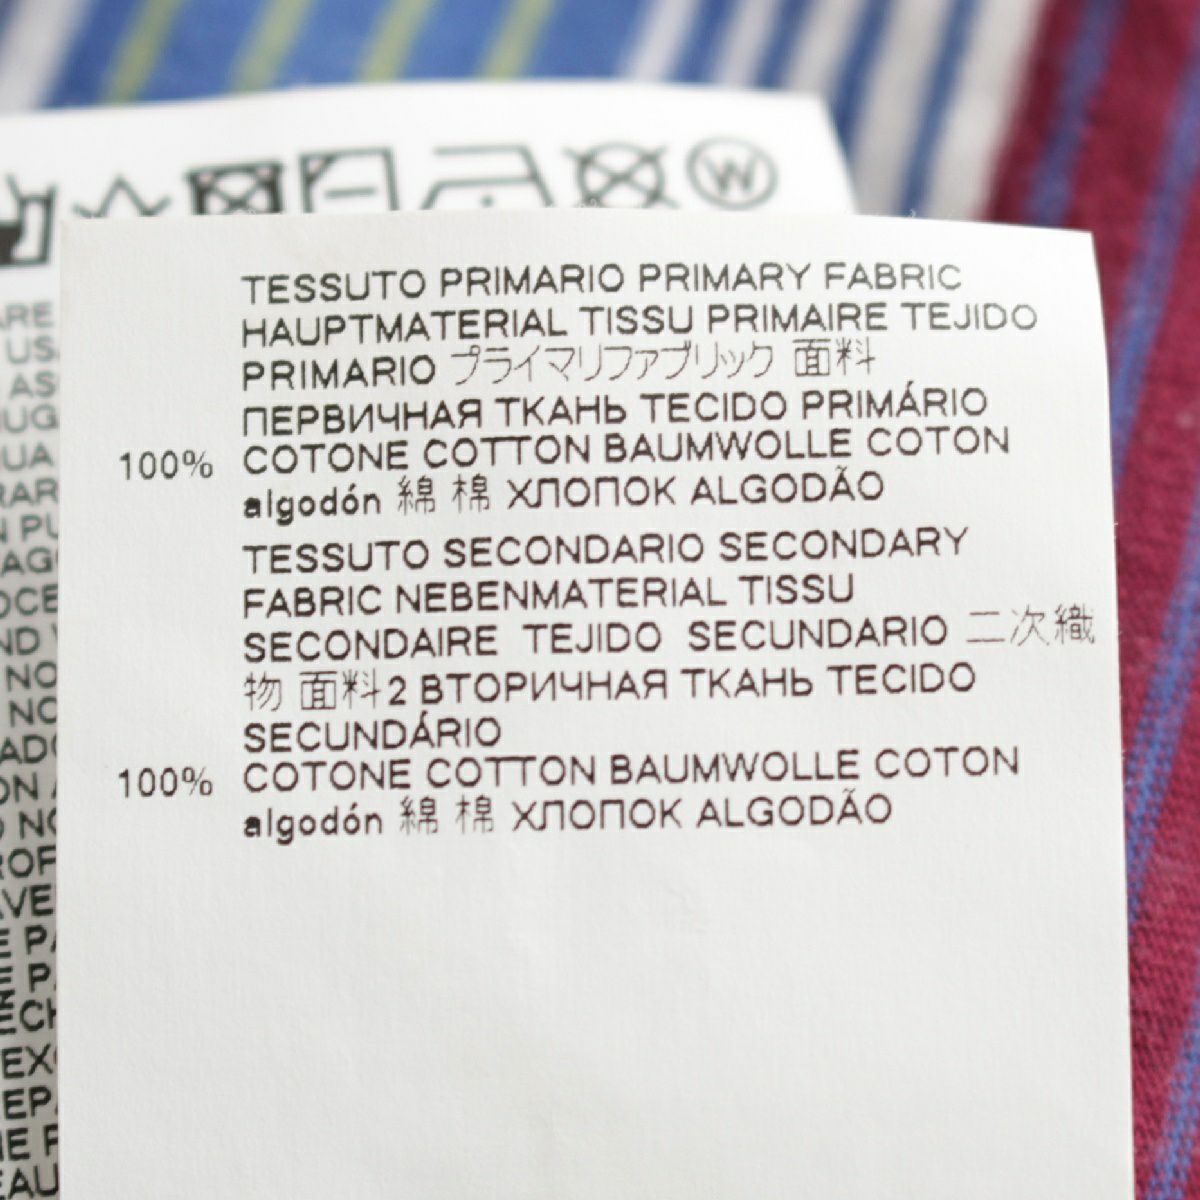 W
TESSUTO PRIMARIO PRIMARY FABRIC
HAUPTMATERIAL TISSU PRIMAIRE TEJIDO
PRIMARIO プライマリファブリック 面料
ПЕРВИЧНАЯ ТКАНЬ TECIDO PRIMÁRIO
100% COTONE COTTON BAUMWOLLE COTON
algodón 綿 棉 ХЛОПОК ALGODÃO
TESSUTO SECONDARIO SECONDARY
FABRIC NEBENMATERIAL TISSU
SECONDAIRE TEJIDO SECUNDARIO 二次織
物 面料2 ВТОРИЧНАЯ ТКАНЬ TECIDO
SECUNDÁRIO
100% COTONE COTTON BAUMWOLLE COTON
algodón 綿 棉 ХЛОПОК ALGODÃO